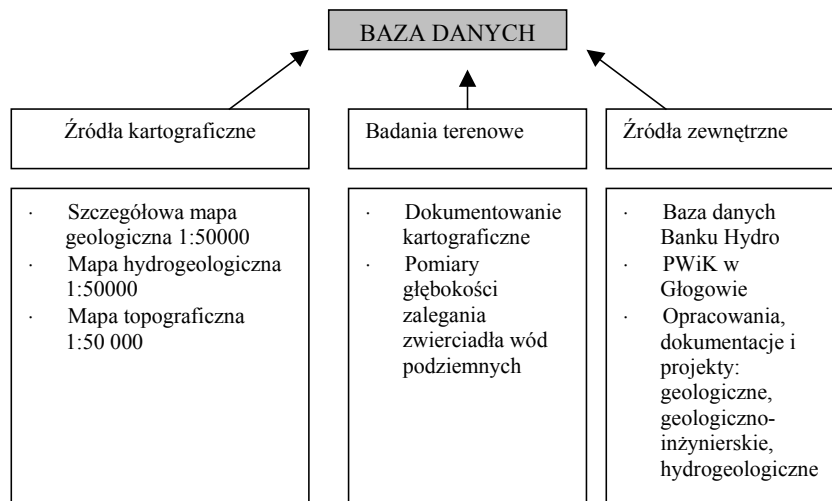 BAZA DANYCH
Źródła kartograficzne
Badania terenowe
Źródła zewnętrzne
· Szczegółowa mapa
geologiczna 1:50000
· Mapa hydrogeologiczna
1:50000
· Mapa topograficzna
1:50 000
· Dokumentowanie
kartograficzne
· Pomiary
głębokości
zalegania
zwierciadła wód
podziemnych
· Baza danych
Banku Hydro
· PWiK w
Głogowie
· Opracowania,
dokumentacje i
projekty:
geologiczne,
geologiczno-
inżynierskie,
hydrogeologiczne